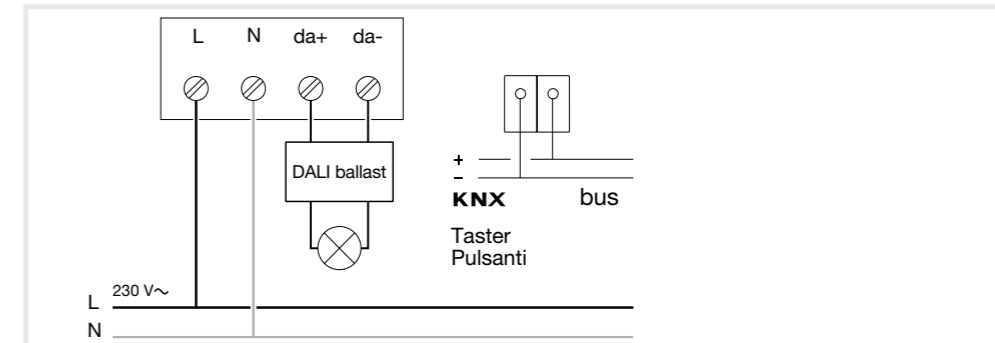 L N da+ da-
DALI ballast
+
–
KNX bus
Taster
Pulsanti
230 V~
L
N